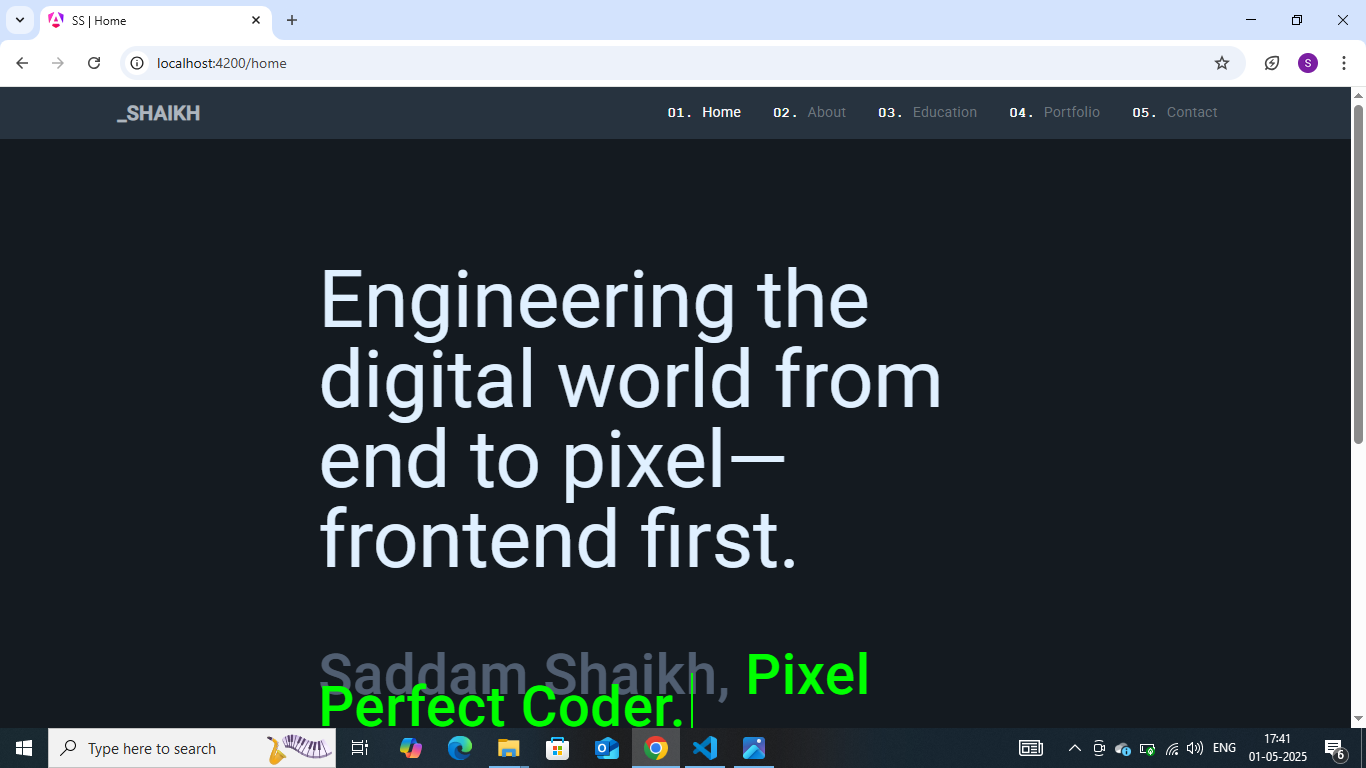 SS | Home
localhost:4200/home
S
_SHAIKH
01. Home 02. About 03. Education 04. Portfolio 05. Contact
Engineering the
digital world from
end to pixel—
frontend first.
Saddam Shaikh, Pixel
Perfect Coder.
Type here to search
ENG
17:41
01-05-2025
6